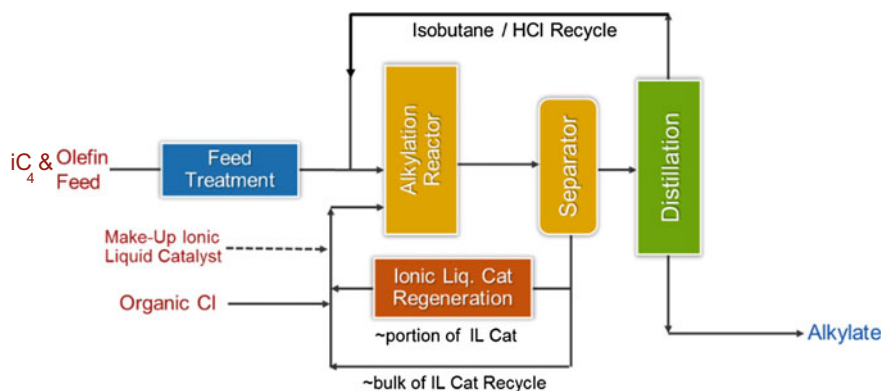 Isobutane / HCl Recycle
iC4 & Olefin
Feed
Feed
Treatment
Alkylation
Reactor
Separator
Distillation
Make-Up Ionic
Liquid Catalyst
Ionic Liq. Cat
Regeneration
Organic Cl
~portion of IL Cat
Alkylate
~bulk of IL Cat Recycle